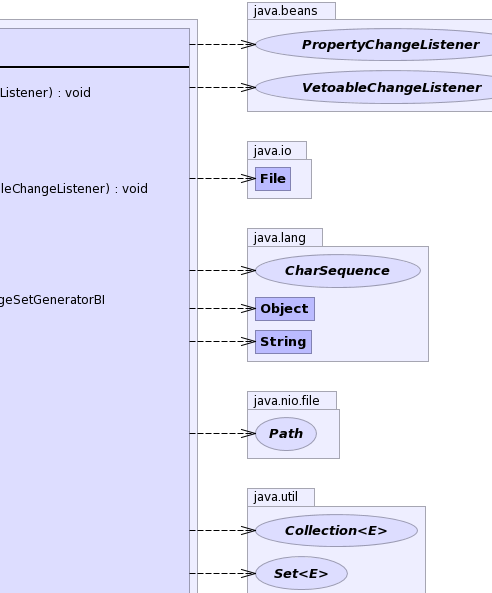 java.beans
PropertyChangeListener
VetoableChangeListener
Listener) : void
java.io
File
leChangeListener) : void
java.lang
CharSequence
geSetGeneratorBI
Object
String
java.nio.file
Path
java.util
Collection<E>
Set<E>